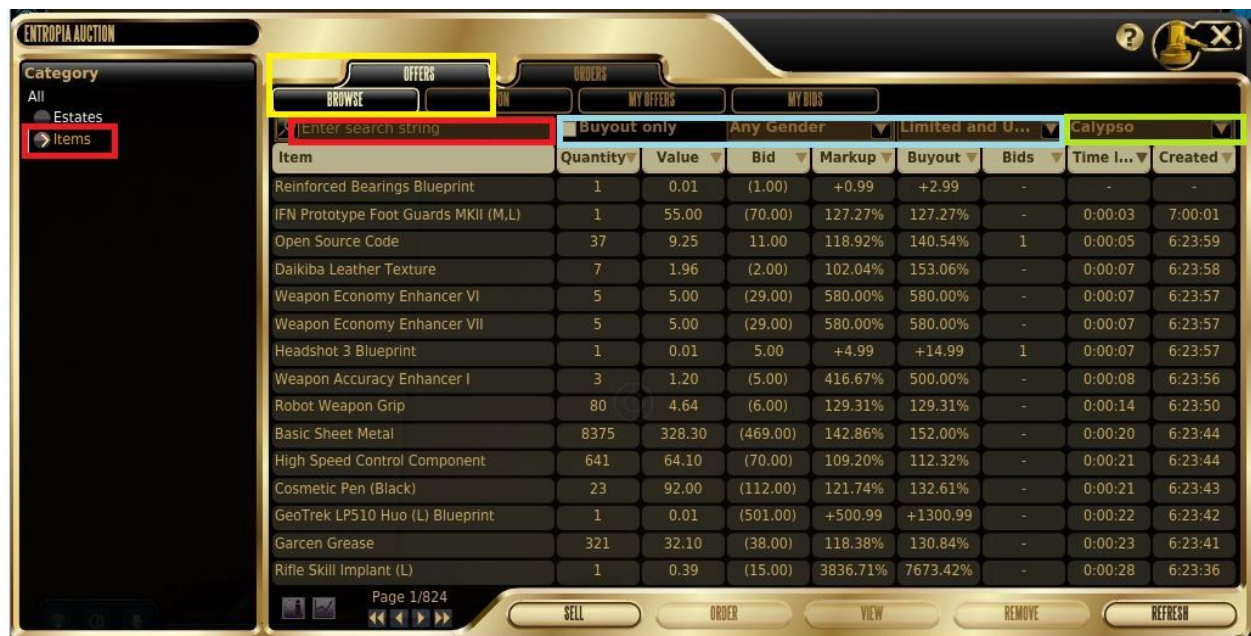 ENTROPIA AUCTION
?
X
Category
All
Estates
Items
OFFERS
ORDERS
BROWSE
MY OFFERS
MY BIDS
Enter search string
Buyout only
Any Gender
Limited and U...
Calypso
Item Quantity Value Bid Markup Buyout Bids Time l... Created
Reinforced Bearings Blueprint 1 0.01 (1.00) +0.99 +2.99 - - -
IFN Prototype Foot Guards MKII (M,L) 1 55.00 (70.00) 127.27% 127.27% - 0:00:03 7:00:01
Open Source Code 37 9.25 11.00 118.92% 140.54% 1 0:00:05 6:23:59
Daikiba Leather Texture 7 1.96 (2.00) 102.04% 153.06% - 0:00:07 6:23:58
Weapon Economy Enhancer VI 5 5.00 (29.00) 580.00% 580.00% - 0:00:07 6:23:57
Weapon Economy Enhancer VII 5 5.00 (29.00) 580.00% 580.00% - 0:00:07 6:23:57
Headshot 3 Blueprint 1 0.01 5.00 +4.99 +14.99 1 0:00:07 6:23:57
Weapon Accuracy Enhancer I 3 1.20 (5.00) 416.67% 500.00% - 0:00:08 6:23:56
Robot Weapon Grip 80 4.64 (6.00) 129.31% 129.31% - 0:00:14 6:23:50
Basic Sheet Metal 8375 328.30 (469.00) 142.86% 152.00% - 0:00:20 6:23:44
High Speed Control Component 641 64.10 (70.00) 109.20% 112.32% - 0:00:21 6:23:44
Cosmetic Pen (Black) 23 92.00 (112.00) 121.74% 132.61% - 0:00:21 6:23:43
GeoTrek LP510 Huo (L) Blueprint 1 0.01 (501.00) +500.99 +1300.99 - 0:00:22 6:23:42
Garcen Grease 321 32.10 (38.00) 118.38% 130.84% - 0:00:23 6:23:41
Rifle Skill Implant (L) 1 0.39 (15.00) 3836.71% 7673.42% - 0:00:28 6:23:36
Page 1/824
SELL
ORDER
VIEW
REMOVE
REFRESH